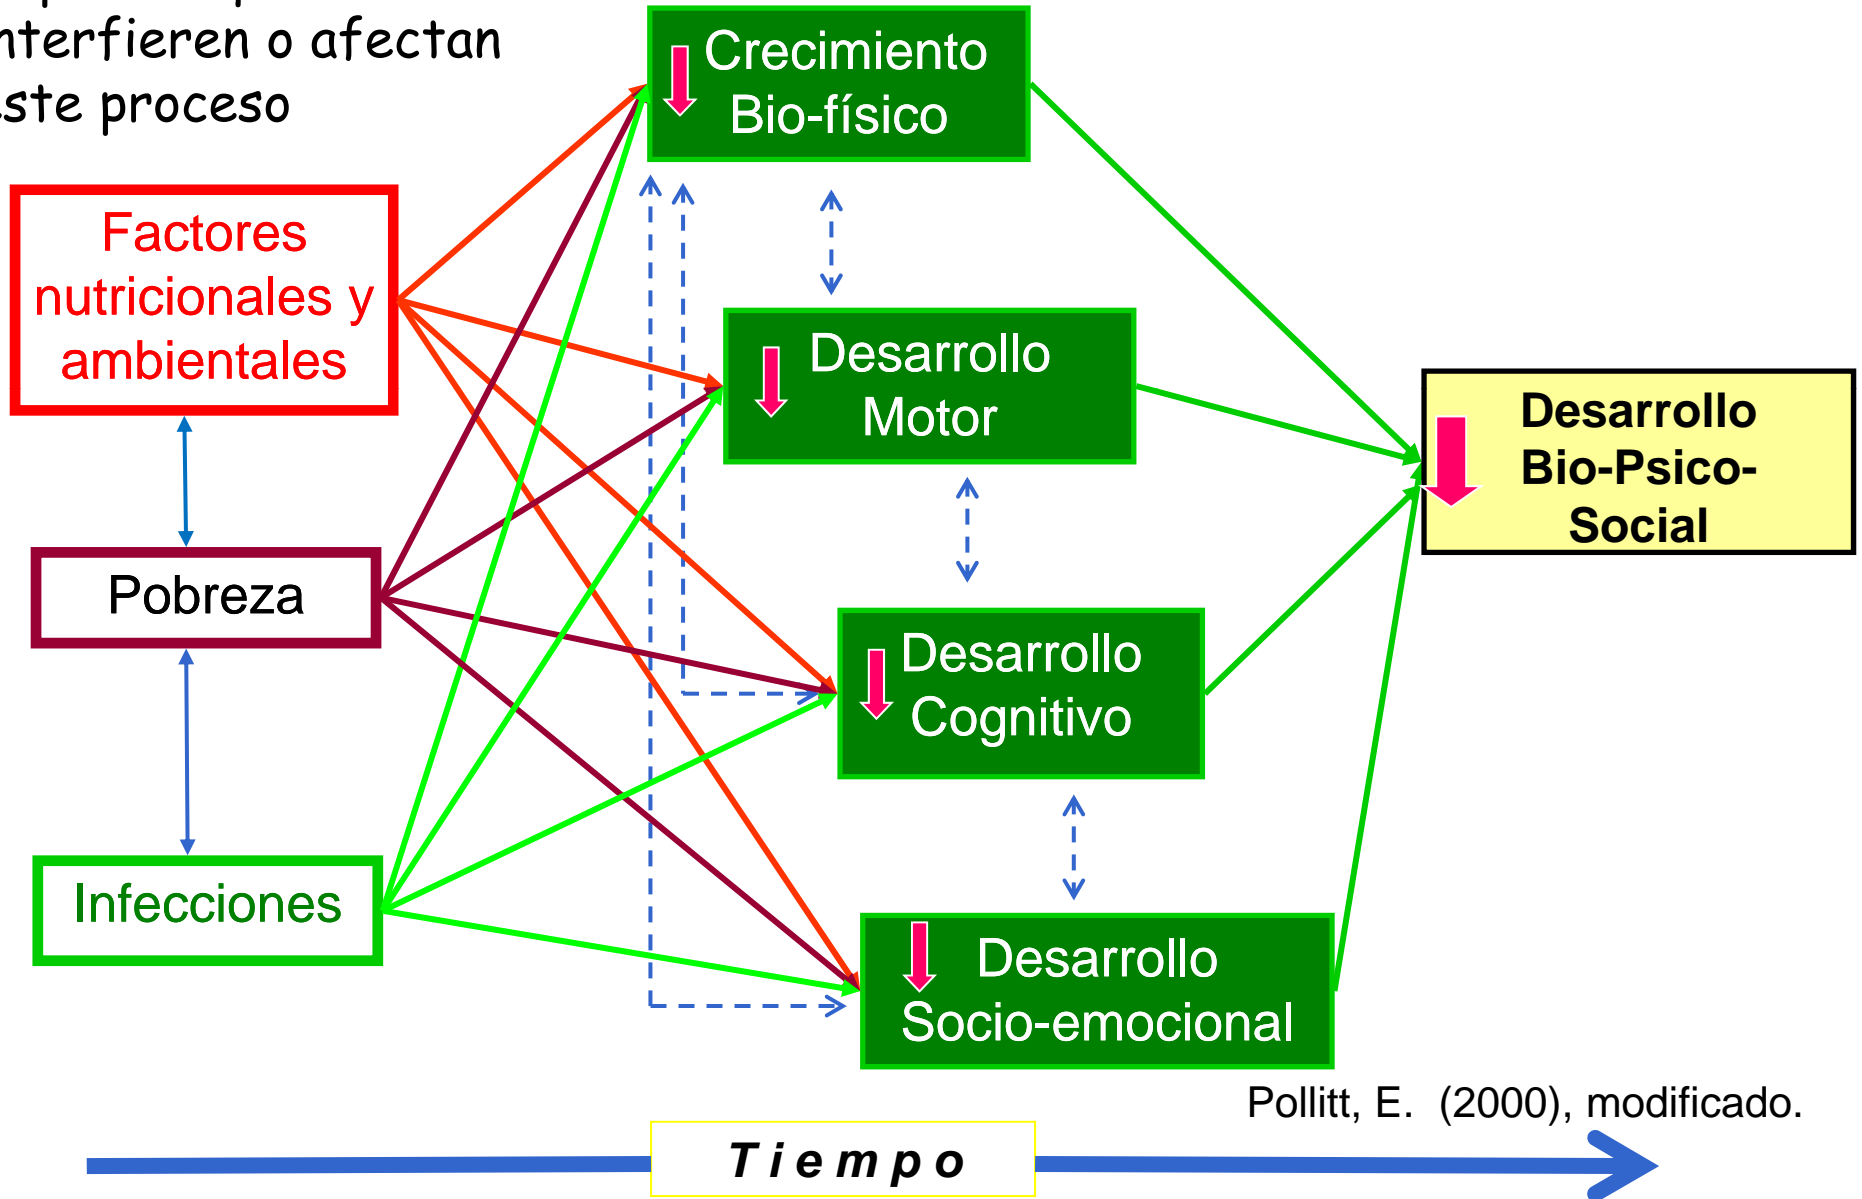 nterfieren o afectan
ste proceso
Factores
nutricionales y
ambientales
Pobreza
Infecciones
Crecimiento
Bio-físico
Desarrollo
Motor
Desarrollo
Cognitivo
Desarrollo
Socio-emocional
Desarrollo
Bio-Psico-
Social
Pollitt, E. (2000), modificado.
Tiempo